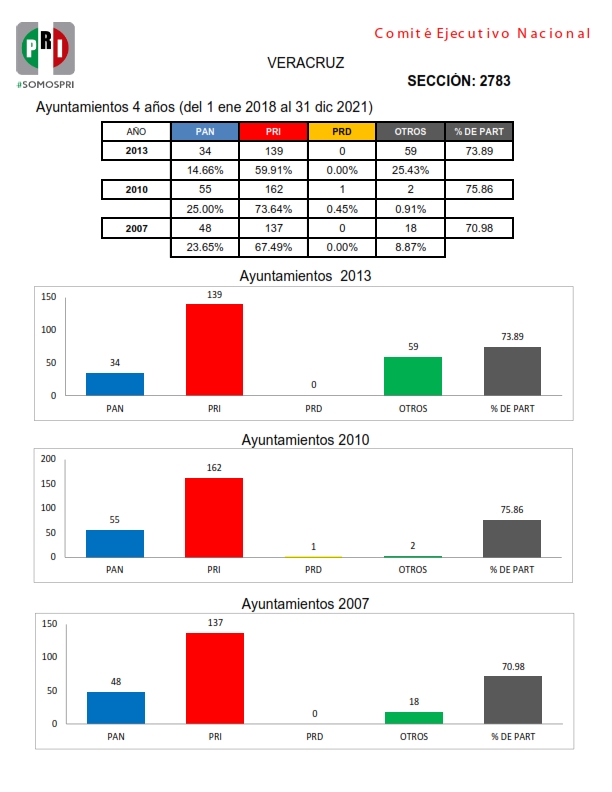 Comité Ejecutivo Nacional
PRI
#SOMOSPRI
VERACRUZ
SECCIÓN: 2783
Ayuntamientos 4 años (del 1 ene 2018 al 31 dic 2021)
AÑO PAN PRI PRD OTROS % DE PART
2013 34 139 0 59 73.89
14.66% 59.91% 0.00% 25.43%
2010 55 162 1 2 75.86
25.00% 73.64% 0.45% 0.91%
2007 48 137 0 18 70.98
23.65% 67.49% 0.00% 8.87%
Ayuntamientos 2013
150
100
50
0
34 139 0 59 73.89
PAN PRI PRD OTROS % DE PART
Ayuntamientos 2010
200
150
100
50
0
55 162 1 2 75.86
PAN PRI PRD OTROS % DE PART
Ayuntamientos 2007
150
100
50
0
48 137 0 18 70.98
PAN PRI PRD OTROS % DE PART